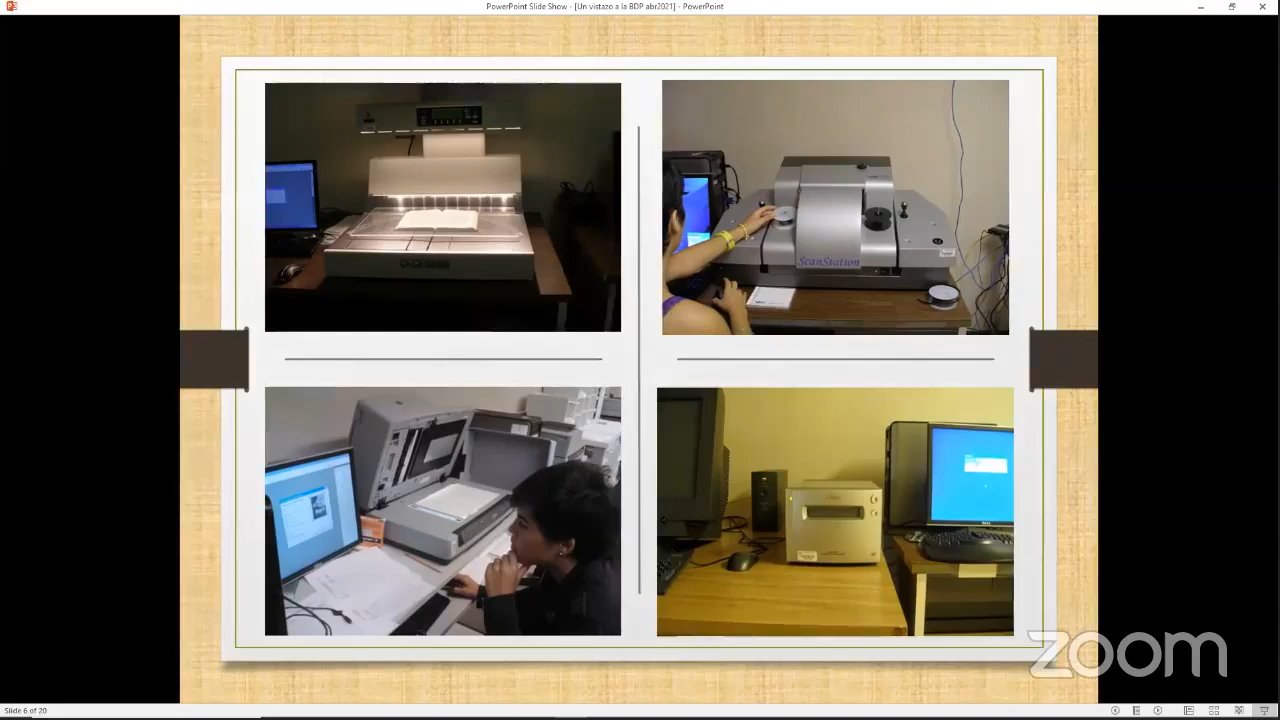 PowerPoint Slide Show - [Un vistazo a la BDP abr2021] - PowerPoint
ScanStation
zoom
Slide 6 of 20